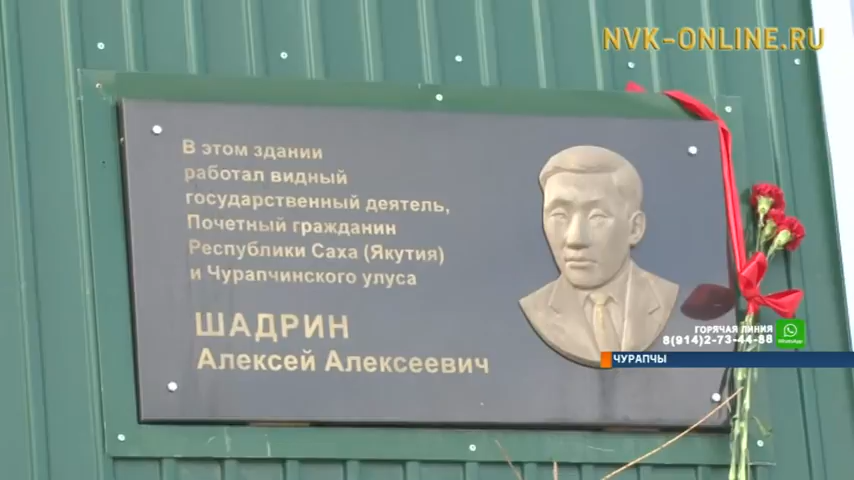 NVK-ONLINE.RU
В этом здании
работал видный
государственный деятель,
Почетный гражданин
Республики Саха (Якутия)
и Чурапчинского улуса
ШАДРИН
Алексей Алексеевич
ГОРЯЧАЯ ЛИНИЯ
8(914)2-73-44-88
WhatsApp
ЧУРАПЧЫ